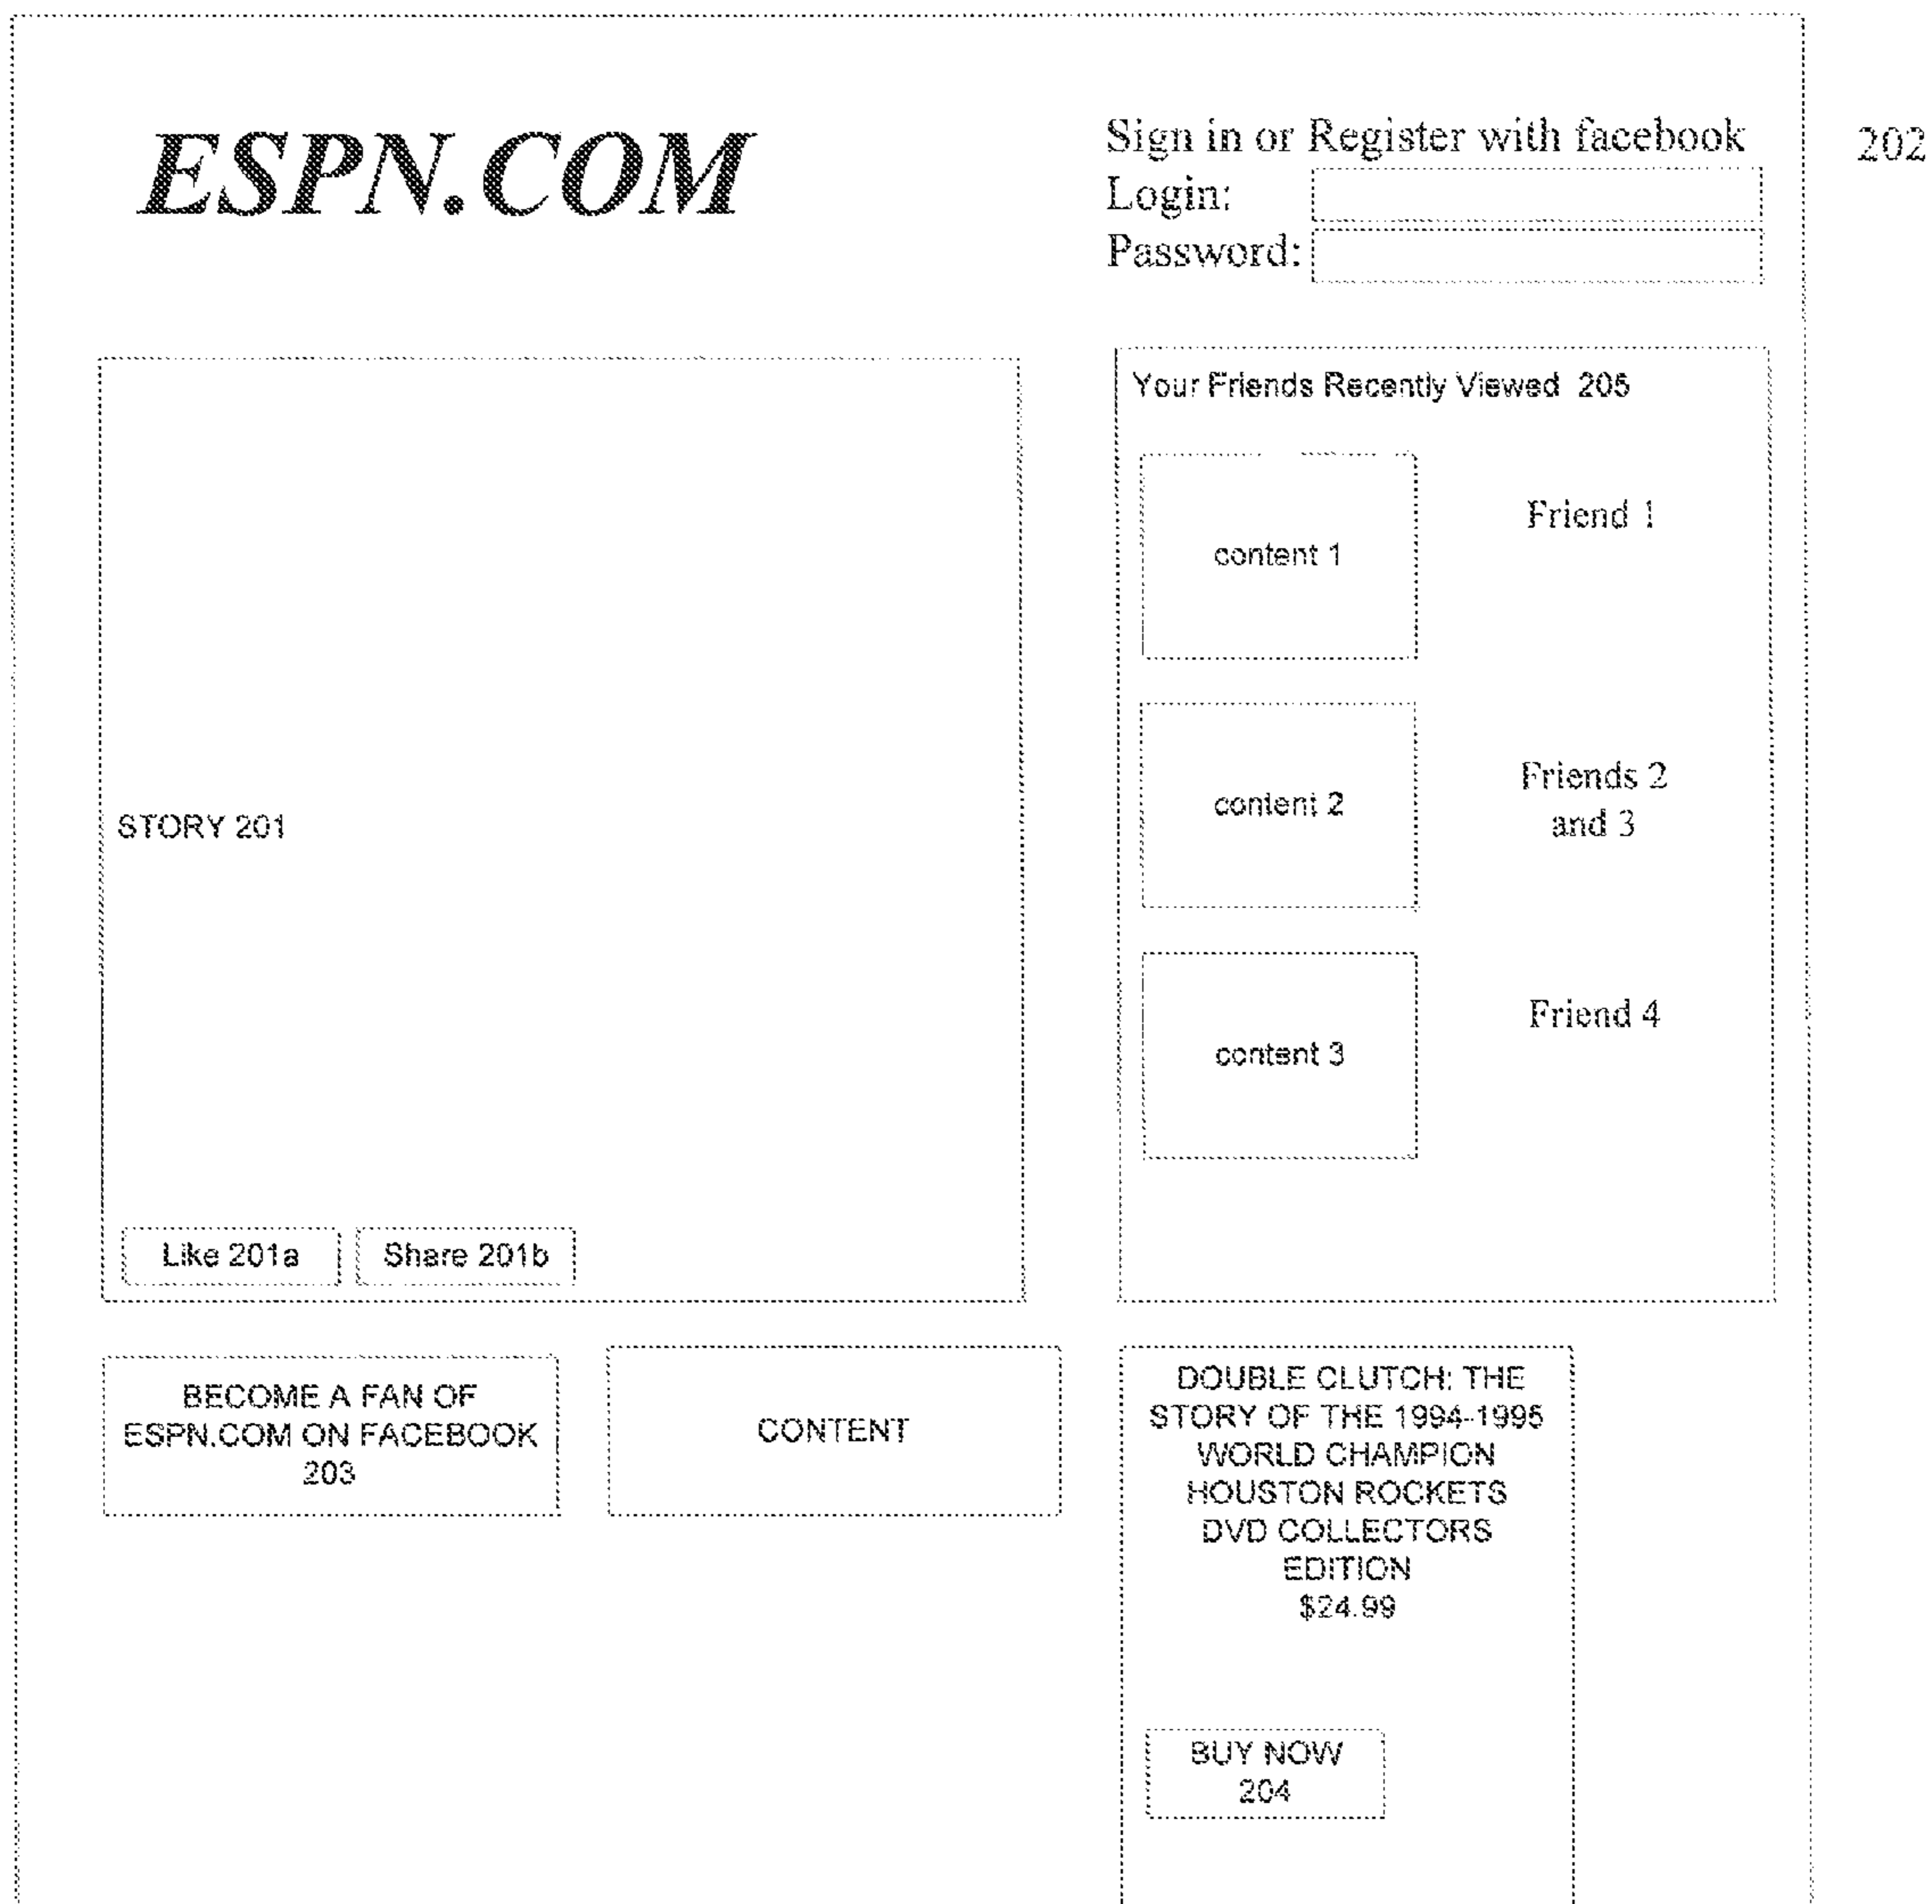 ESPN.COM
Sign in or Register with facebook
202
Login:
Password:
STORY 201
Like 201a
Share 201b
Your Friends Recently Viewed 205
content 1
Friend 1
content 2
Friends 2
and 3
content 3
Friend 4
BECOME A FAN OF
ESPN.COM ON FACEBOOK
203
CONTENT
DOUBLE CLUTCH: THE
STORY OF THE 1994-1995
WORLD CHAMPION
HOUSTON ROCKETS
DVD COLLECTORS
EDITION
$24.99
BUY NOW
204